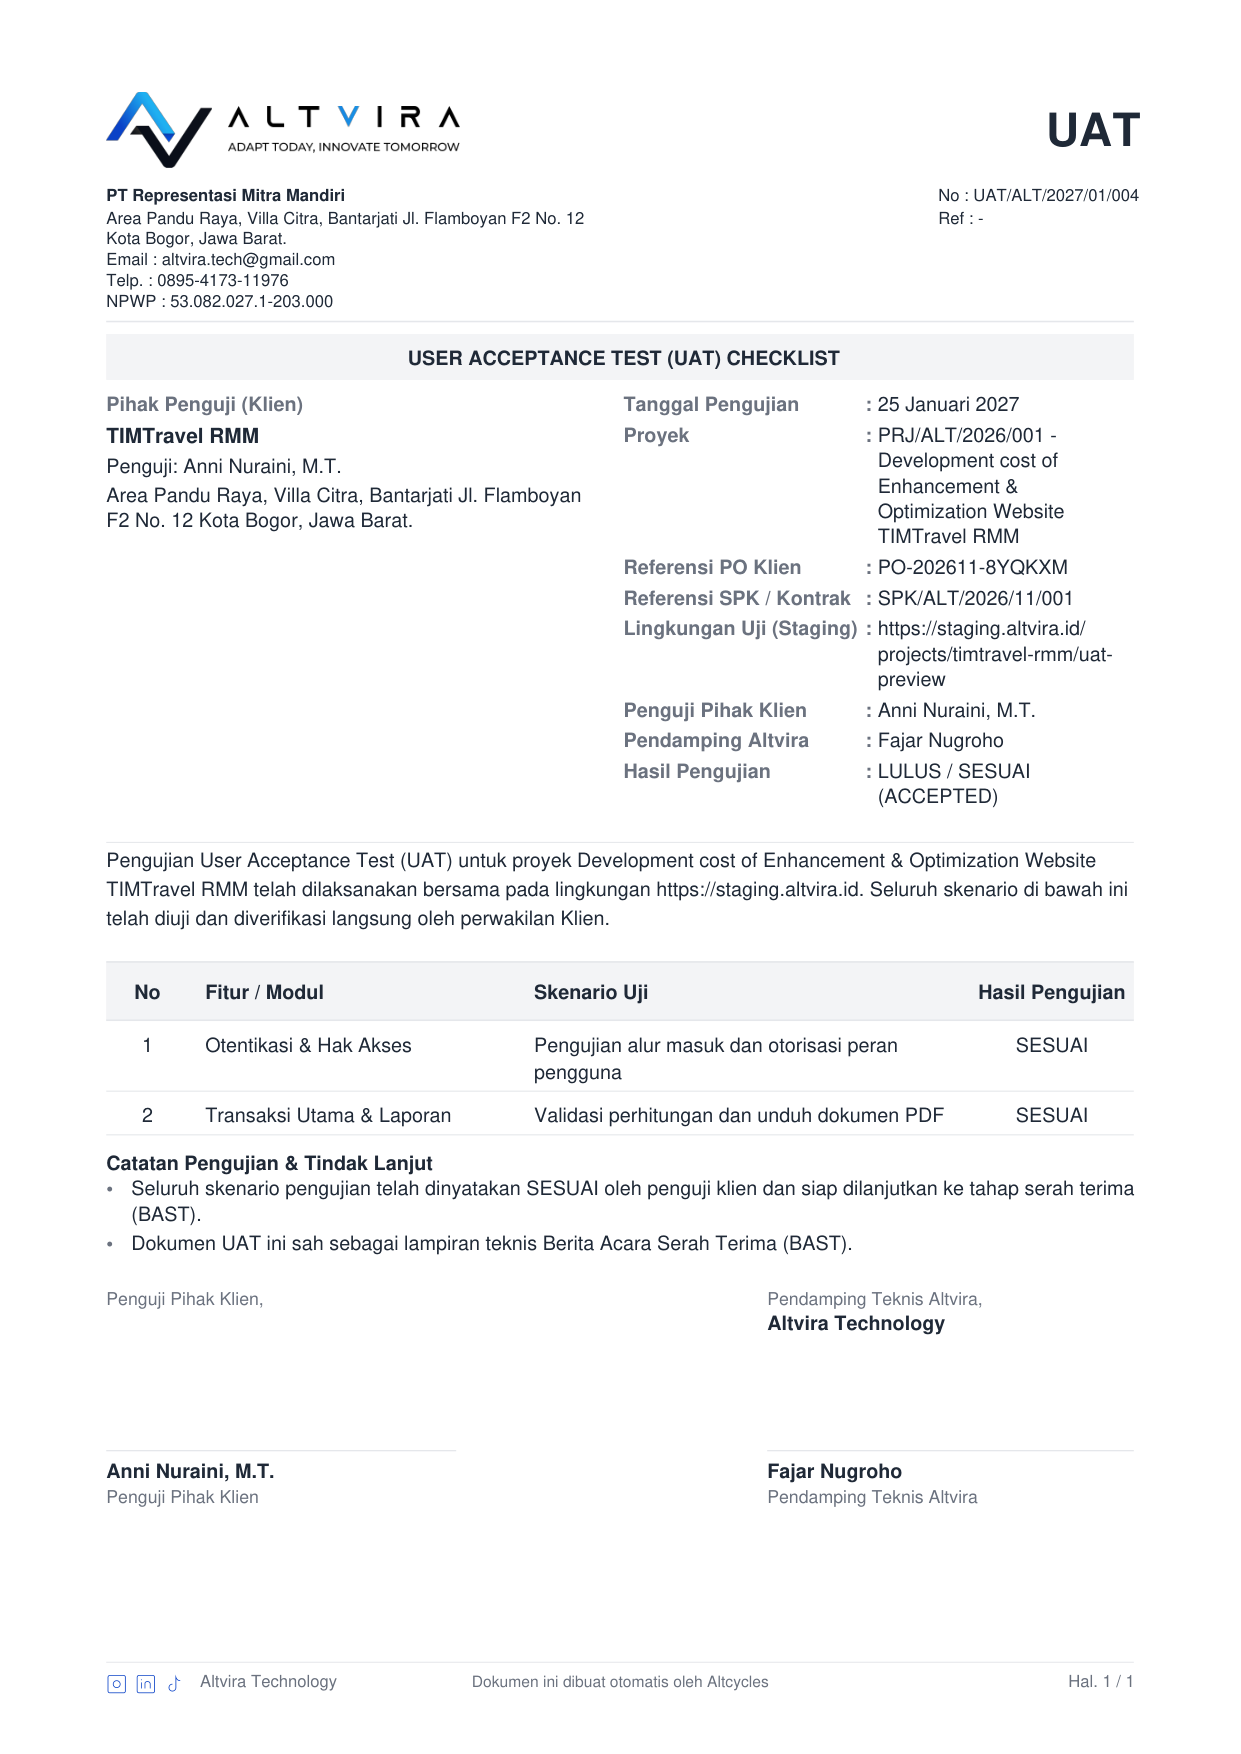 ALTVIRA
ADAPT TODAY, INNOVATE TOMORROW
UAT
PT Representasi Mitra Mandiri
Area Pandu Raya, Villa Citra, Bantarjati Jl. Flamboyan F2 No. 12
Kota Bogor, Jawa Barat.
Email : altvira.tech@gmail.com
Telp. : 0895-4173-11976
NPWP : 53.082.027.1-203.000
No : UAT/ALT/2027/01/004
Ref : -
USER ACCEPTANCE TEST (UAT) CHECKLIST
Pihak Penguji (Klien)
TIMTravel RMM
Penguji: Anni Nuraini, M.T.
Area Pandu Raya, Villa Citra, Bantarjati Jl. Flamboyan
F2 No. 12 Kota Bogor, Jawa Barat.
Tanggal Pengujian : 25 Januari 2027
Proyek : PRJ/ALT/2026/001 -
Development cost of
Enhancement &
Optimization Website
TIMTravel RMM
Referensi PO Klien : PO-202611-8YQKXM
Referensi SPK / Kontrak : SPK/ALT/2026/11/001
Lingkungan Uji (Staging) : https://staging.altvira.id/
projects/timtravel-rmm/uat-
preview
Penguji Pihak Klien : Anni Nuraini, M.T.
Pendamping Altvira : Fajar Nugroho
Hasil Pengujian : LULUS / SESUAI
(ACCEPTED)
Pengujian User Acceptance Test (UAT) untuk proyek Development cost of Enhancement & Optimization Website
TIMTravel RMM telah dilaksanakan bersama pada lingkungan https://staging.altvira.id. Seluruh skenario di bawah ini
telah diuji dan diverifikasi langsung oleh perwakilan Klien.
No Fitur / Modul Skenario Uji Hasil Pengujian
1 Otentikasi & Hak Akses Pengujian alur masuk dan otorisasi peran SESUAI
pengguna
2 Transaksi Utama & Laporan Validasi perhitungan dan unduh dokumen PDF SESUAI
Catatan Pengujian & Tindak Lanjut
• Seluruh skenario pengujian telah dinyatakan SESUAI oleh penguji klien dan siap dilanjutkan ke tahap serah terima
(BAST).
• Dokumen UAT ini sah sebagai lampiran teknis Berita Acara Serah Terima (BAST).
Penguji Pihak Klien,
Pendamping Teknis Altvira,
Altvira Technology
Anni Nuraini, M.T.
Penguji Pihak Klien
Fajar Nugroho
Pendamping Teknis Altvira
Altvira Technology Dokumen ini dibuat otomatis oleh Altcycles Hal. 1 / 1